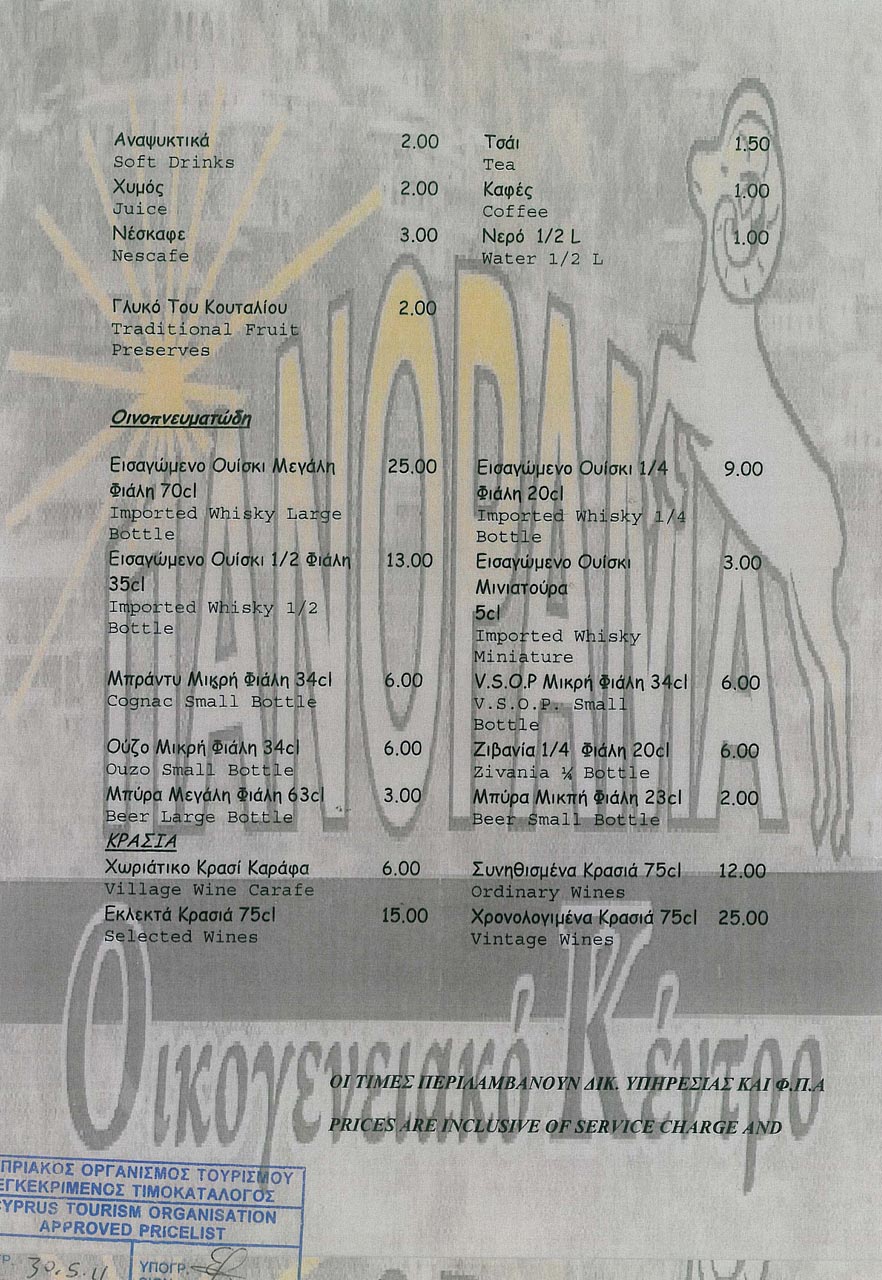 Αναψυκτικά 2.00
Soft Drinks
Χυμός 2.00
Juice
Νέσκαφε 3.00
Nescafe
Γλυκό Του Κουταλίου 2.00
Traditional Fruit
Preserves
Τσάι 1.50
Tea
Καφές 1.00
Coffee
Νερό 1/2 L 1.00
Water 1/2 L
Οινοπνευματώδη
Εισαγώμενο Ουίσκι Μεγάλη 25.00
Φιάλη 70cl
Imported Whisky Large
Bottle
Εισαγώμενο Ουίσκι 1/2 Φιάλη 13.00
35cl
Imported Whisky 1/2
Bottle
Μπράντυ Μικρή Φιάλη 34cl 6.00
Cognac Small Bottle
Ούζο Μικρή Φιάλη 34cl 6.00
Ouzo Small Bottle
Μπύρα Μεγάλη Φιάλη 63cl 3.00
Beer Large Bottle
Εισαγώμενο Ουίσκι 1/4 9.00
Φιάλη 20cl
Imported Whisky 1/4
Bottle
Εισαγώμενο Ουίσκι 3.00
Μινιατούρα
5cl
Imported Whisky
Miniature
V.S.O.P Μικρή Φιάλη 34cl 6.00
V.S.O.P. Small
Bottle
Ζιβανία 1/4 Φιάλη 20cl 6.00
Zivania ¼ Bottle
Μπύρα Μικπή Φιάλη 23cl 2.00
Beer Small Bottle
ΚΡΑΣΙΑ
Χωριάτικο Κρασί Καράφα 6.00
Village Wine Carafe
Εκλεκτά Κρασιά 75cl 15.00
Selected Wines
Συνηθισμένα Κρασιά 75cl 12.00
Ordinary Wines
Χρονολογιμένα Κρασιά 75cl 25.00
Vintage Wines
PANORAMA
Οικογενειακό Κέντρο
ΟΙ ΤΙΜΕΣ ΠΕΡΙΛΑΜΒΑΝΟΥΝ ΔΙΚ. ΥΠΗΡΕΣΙΑΣ ΚΑΙ Φ.Π.Α
PRICES ARE INCLUSIVE OF SERVICE CHARGE AND
ΠΡΙΑΚΟΣ ΟΡΓΑΝΙΣΜΟΣ ΤΟΥΡΙΣΜΟΥ
ΕΓΚΕΚΡΙΜΕΝΟΣ ΤΙΜΟΚΑΤΑΛΟΓΟΣ
CYPRUS TOURISM ORGANISATION
APPROVED PRICELIST
30.5.11 ΥΠΟΓΡ.